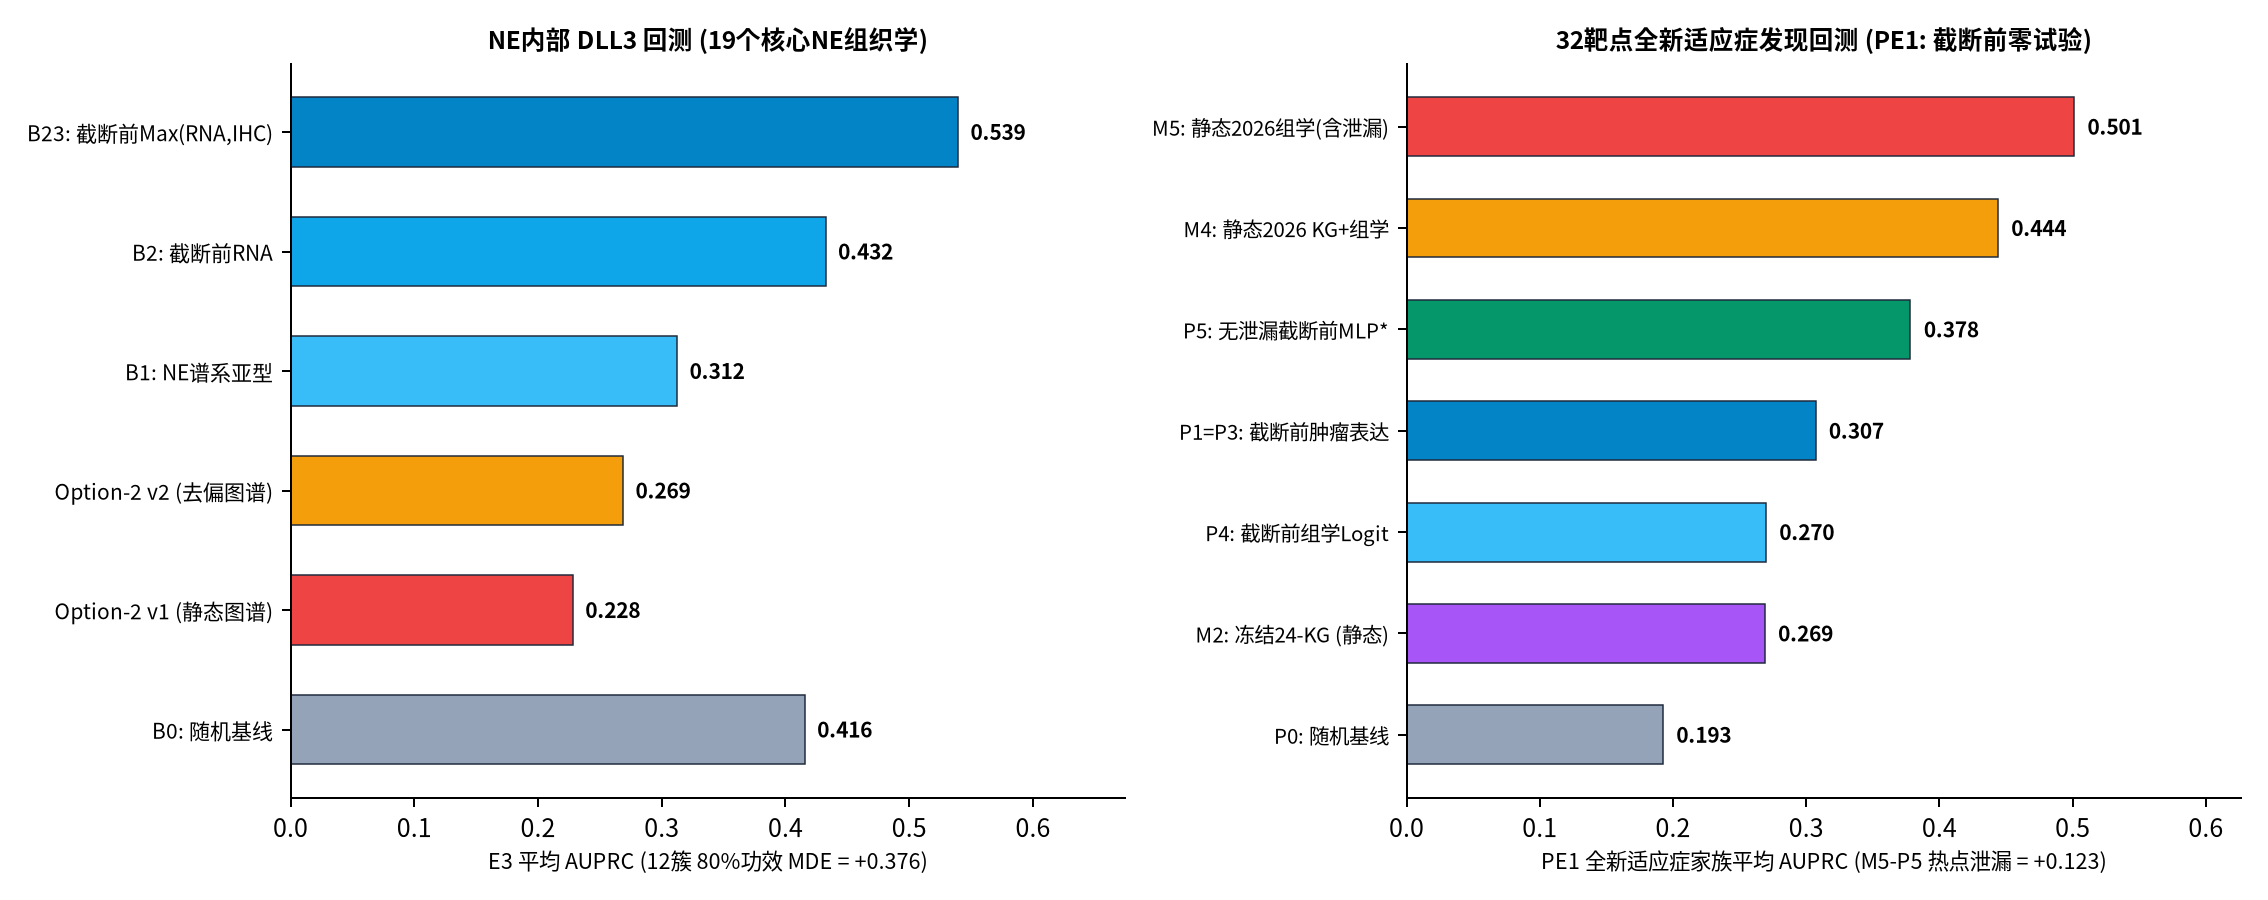 NE内部 DLL3 回测 (19个核心NE组织学)
B23: 截断前Max(RNA,IHC)
0.539
B2: 截断前RNA
0.432
B1: NE谱系亚型
0.312
Option-2 v2 (去偏图谱)
0.269
Option-2 v1 (静态图谱)
0.228
B0: 随机基线
0.416
0.0 0.1 0.2 0.3 0.4 0.5 0.6
E3 平均 AUPRC (12簇 80%功效 MDE = +0.376)
32靶点全新适应症发现回测 (PE1: 截断前零试验)
M5: 静态2026组学(含泄漏)
0.501
M4: 静态2026 KG+组学
0.444
P5: 无泄漏截断前MLP*
0.378
P1=P3: 截断前肿瘤表达
0.307
P4: 截断前组学Logit
0.270
M2: 冻结24-KG (静态)
0.269
P0: 随机基线
0.193
0.0 0.1 0.2 0.3 0.4 0.5 0.6
PE1 全新适应症家族平均 AUPRC (M5-P5 热点泄漏 = +0.123)